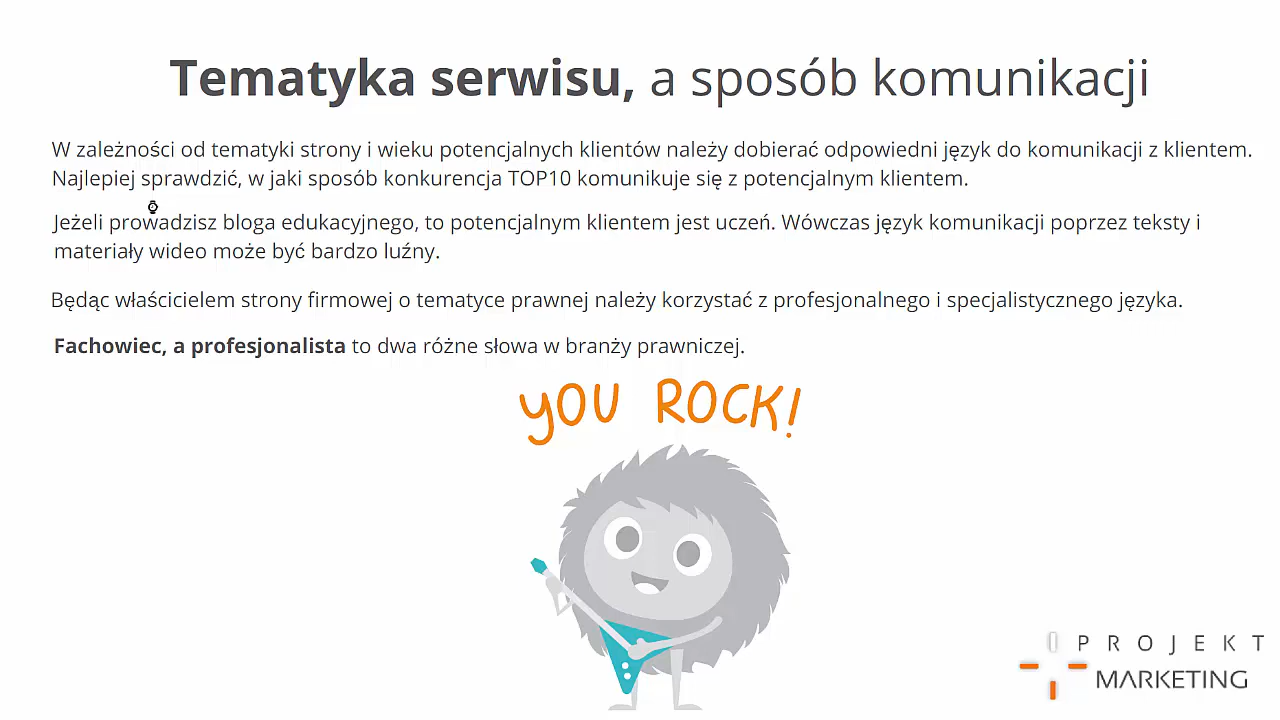 Tematyka serwisu, a sposób komunikacji
W zależności od tematyki strony i wieku potencjalnych klientów należy dobierać odpowiedni język do komunikacji z klientem.
Najlepiej sprawdzić, w jaki sposób konkurencja TOP10 komunikuje się z potencjalnym klientem.
Jeżeli prowadzisz bloga edukacyjnego, to potencjalnym klientem jest uczeń. Wówczas język komunikacji poprzez teksty i
materiały wideo może być bardzo luźny.
Będąc właścicielem strony firmowej o tematyce prawnej należy korzystać z profesjonalnego i specjalistycznego języka.
Fachowiec, a profesjonalista to dwa różne słowa w branży prawniczej.
YOU ROCK!
PROJEKT
MARKETING